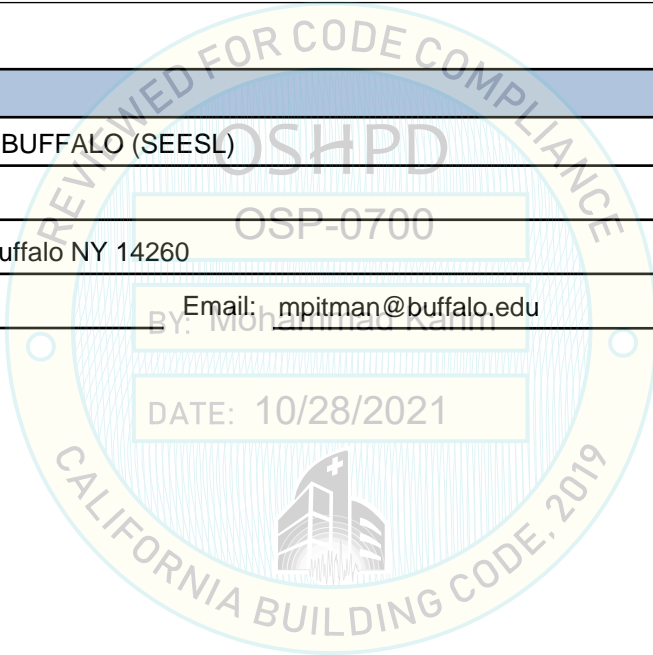 REVIEWED FOR CODE COMPLIANCE
BUFFALO (SEESL)
OSHPD
OSP-0700
uffalo NY 14260
Email: mpitman@buffalo.edu
BY: Mohammad Karim
DATE: 10/28/2021
CALIFORNIA BUILDING CODE, 2019